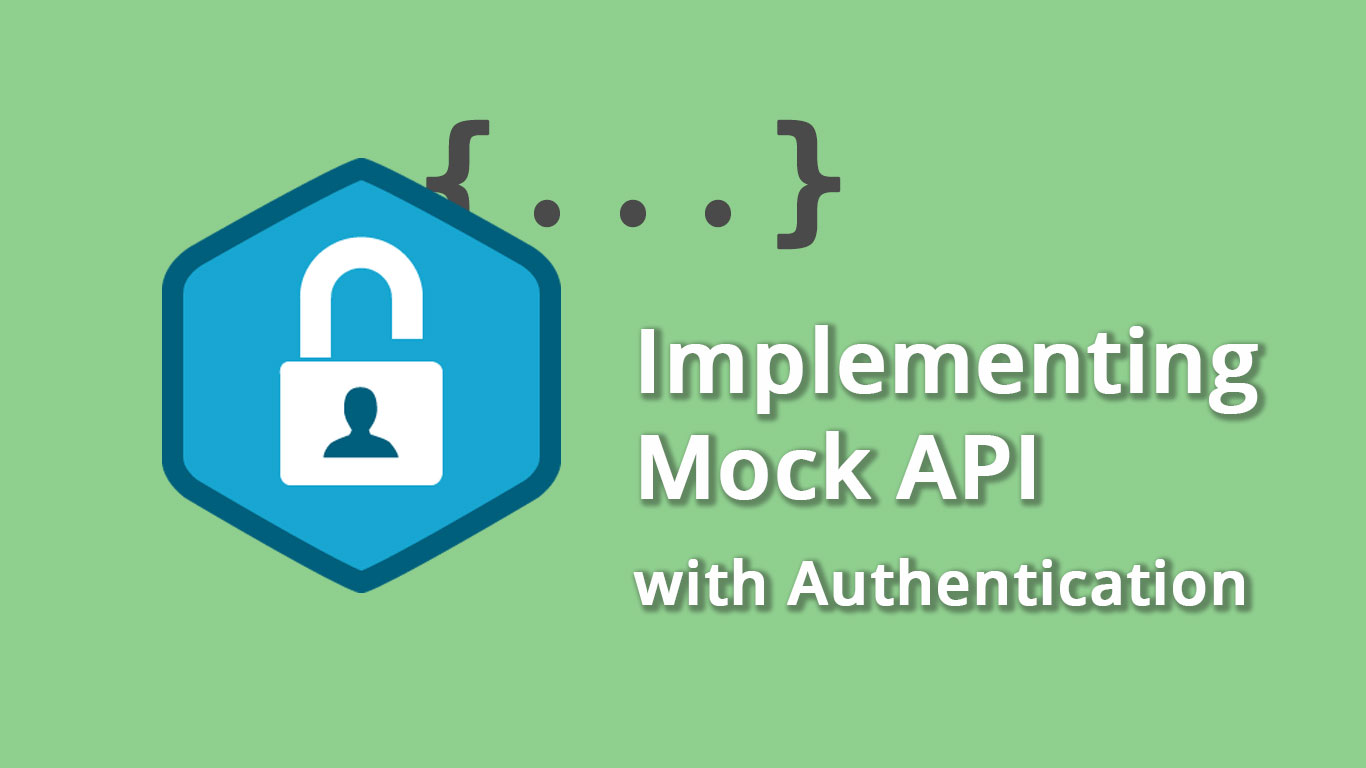 {...}
Implementing
Mock API
with Authentication